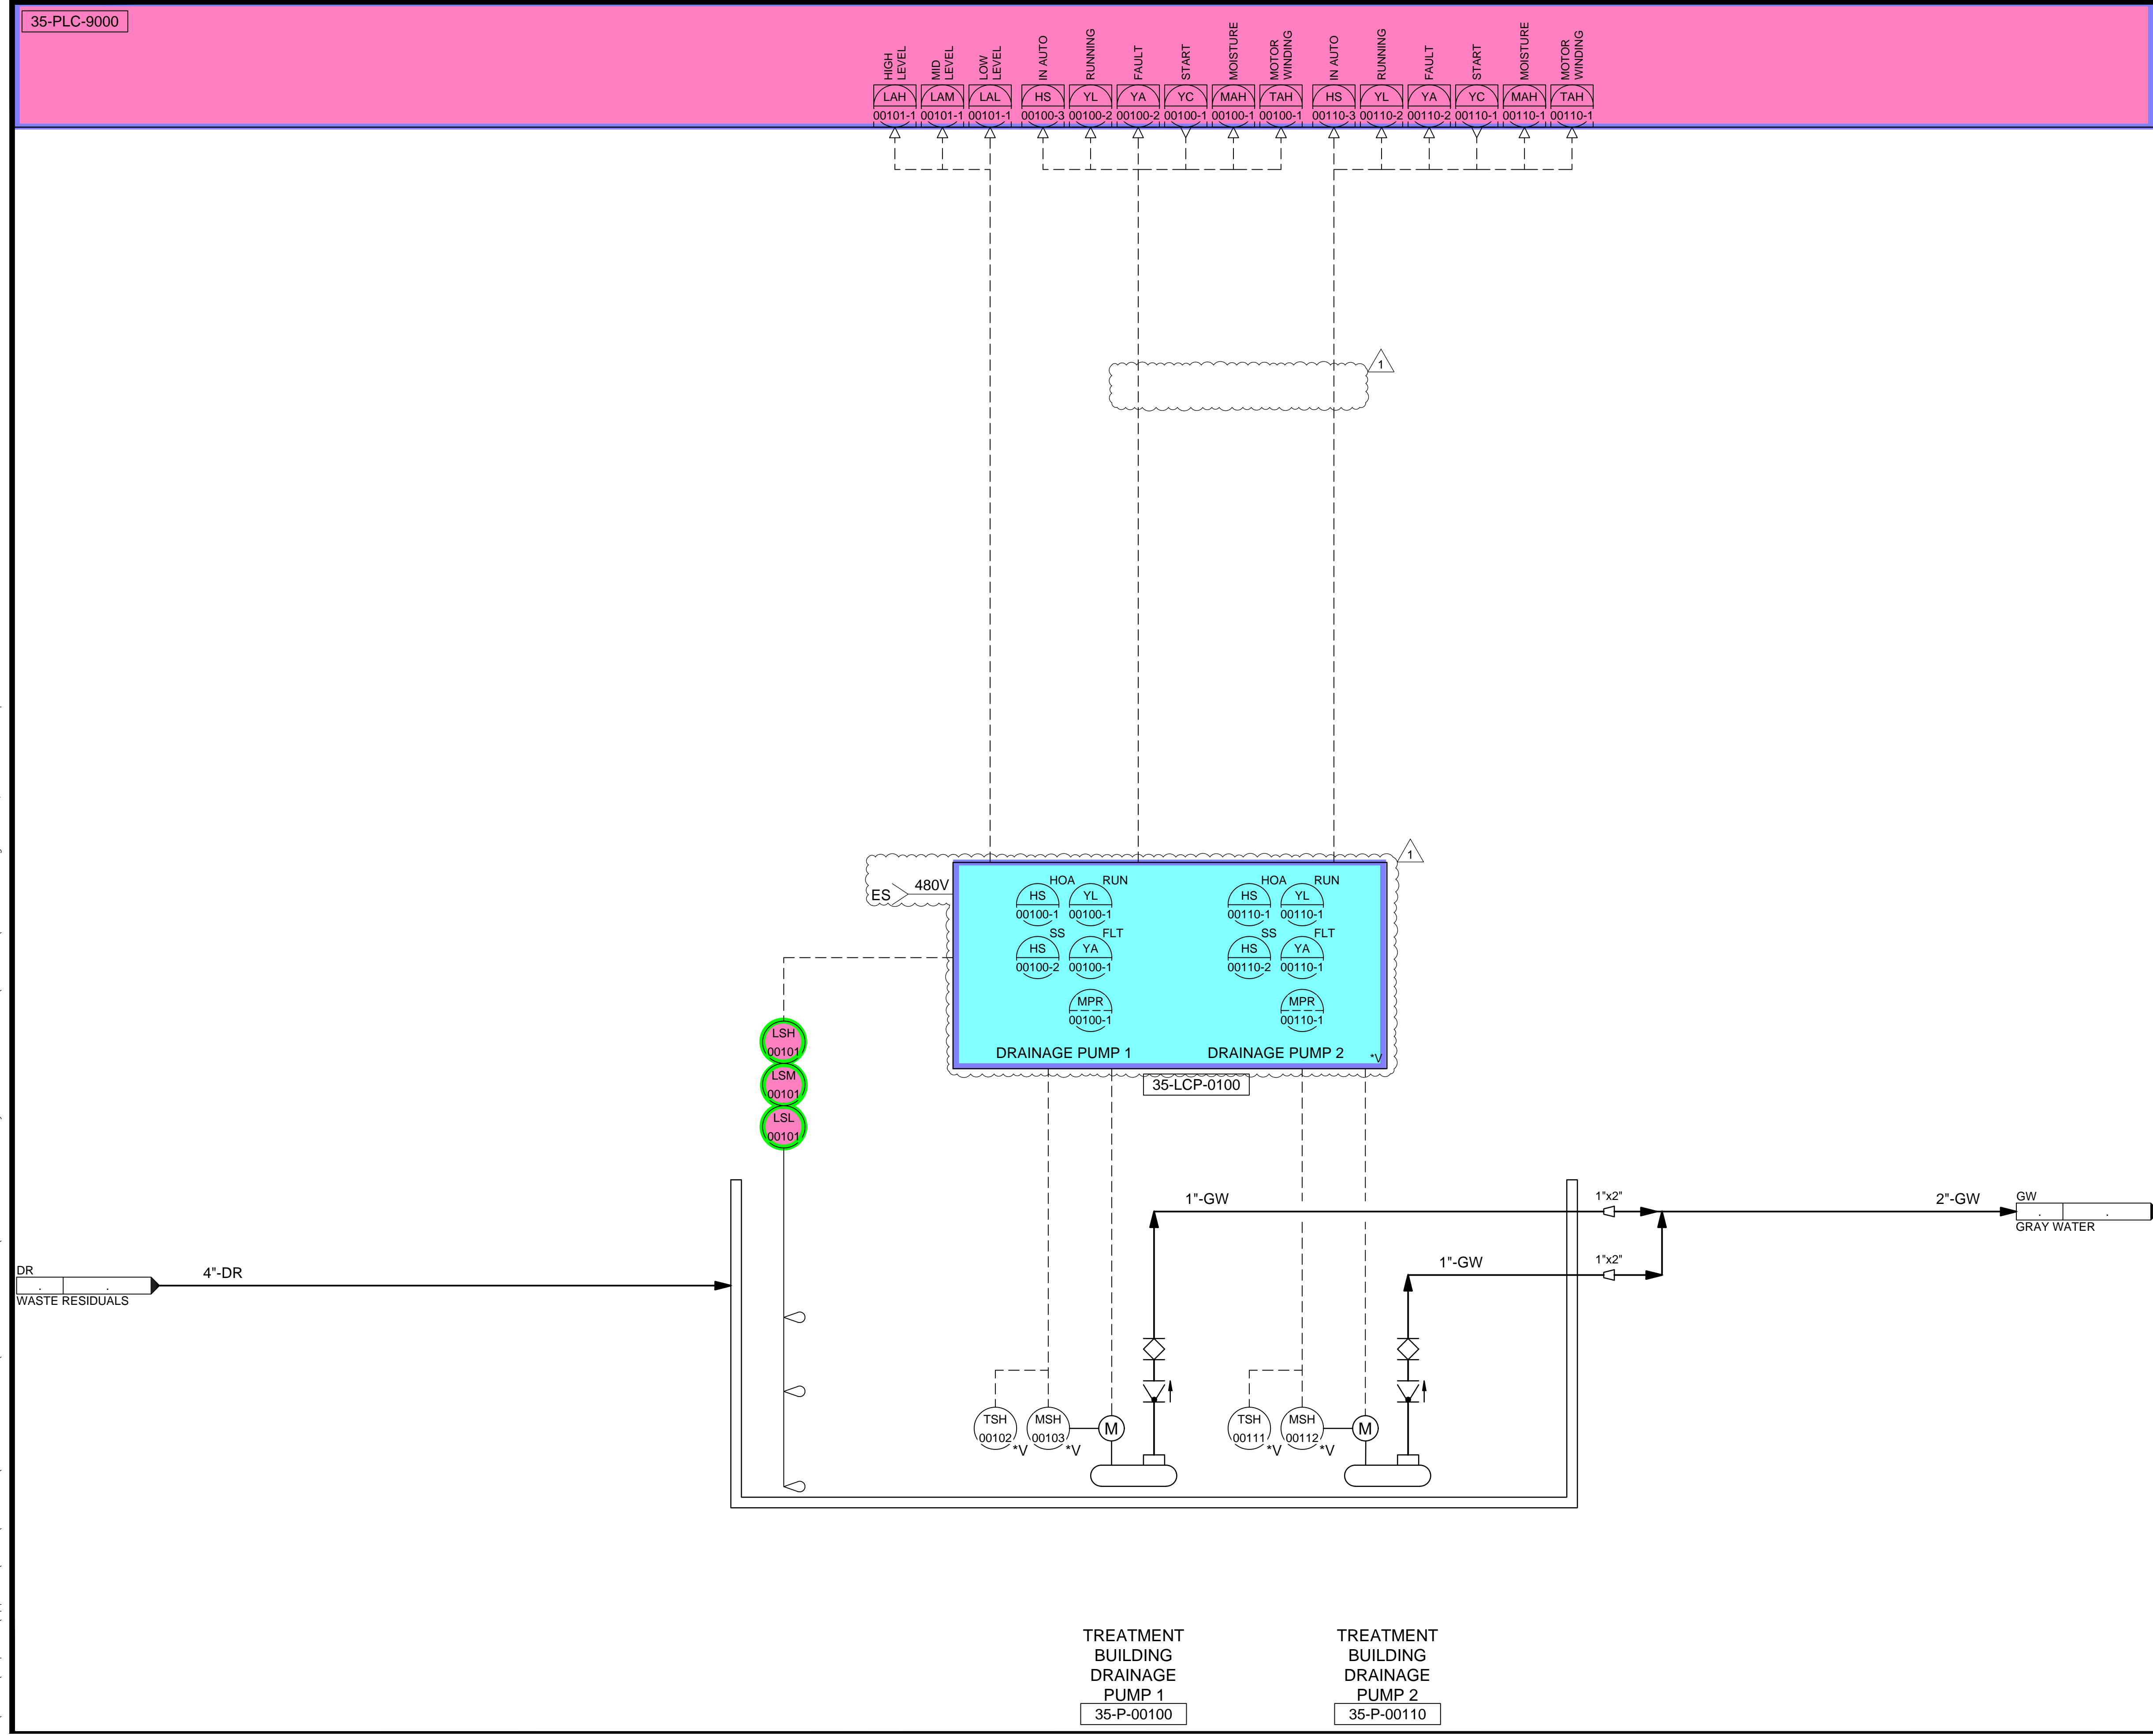 35-PLC-9000
HIGH
LEVEL
MID
LEVEL
LOW
LEVEL
IN AUTO
RUNNING
FAULT
START
MOISTURE
MOTOR
WINDING
IN AUTO
RUNNING
FAULT
START
MOISTURE
MOTOR
WINDING
LAH
00101-1
LAM
00101-1
LAL
00101-1
HS
00100-3
YL
00100-2
YA
00100-2
YC
00100-1
MAH
00100-1
TAH
00100-1
HS
00110-3
YL
00110-2
YA
00110-2
YC
00110-1
MAH
00110-1
TAH
00110-1
1
1
ES
480V
HOA
HS
00100-1
RUN
YL
00100-1
SS
HS
00100-2
FLT
YA
00100-1
MPR
00100-1
DRAINAGE PUMP 1
HOA
HS
00110-1
RUN
YL
00110-1
SS
HS
00110-2
FLT
YA
00110-1
MPR
00110-1
DRAINAGE PUMP 2
*V
35-LCP-0100
LSH
00101
LSM
00101
LSL
00101
1"-GW
1"x2"
2"-GW
GW
. .
GRAY WATER
1"-GW
1"x2"
DR
. .
WASTE RESIDUALS
4"-DR
TSH
00102
*V
MSH
00103
*V
M
TSH
00111
*V
MSH
00112
*V
M
TREATMENT
BUILDING
DRAINAGE
PUMP 1
35-P-00100
TREATMENT
BUILDING
DRAINAGE
PUMP 2
35-P-00110